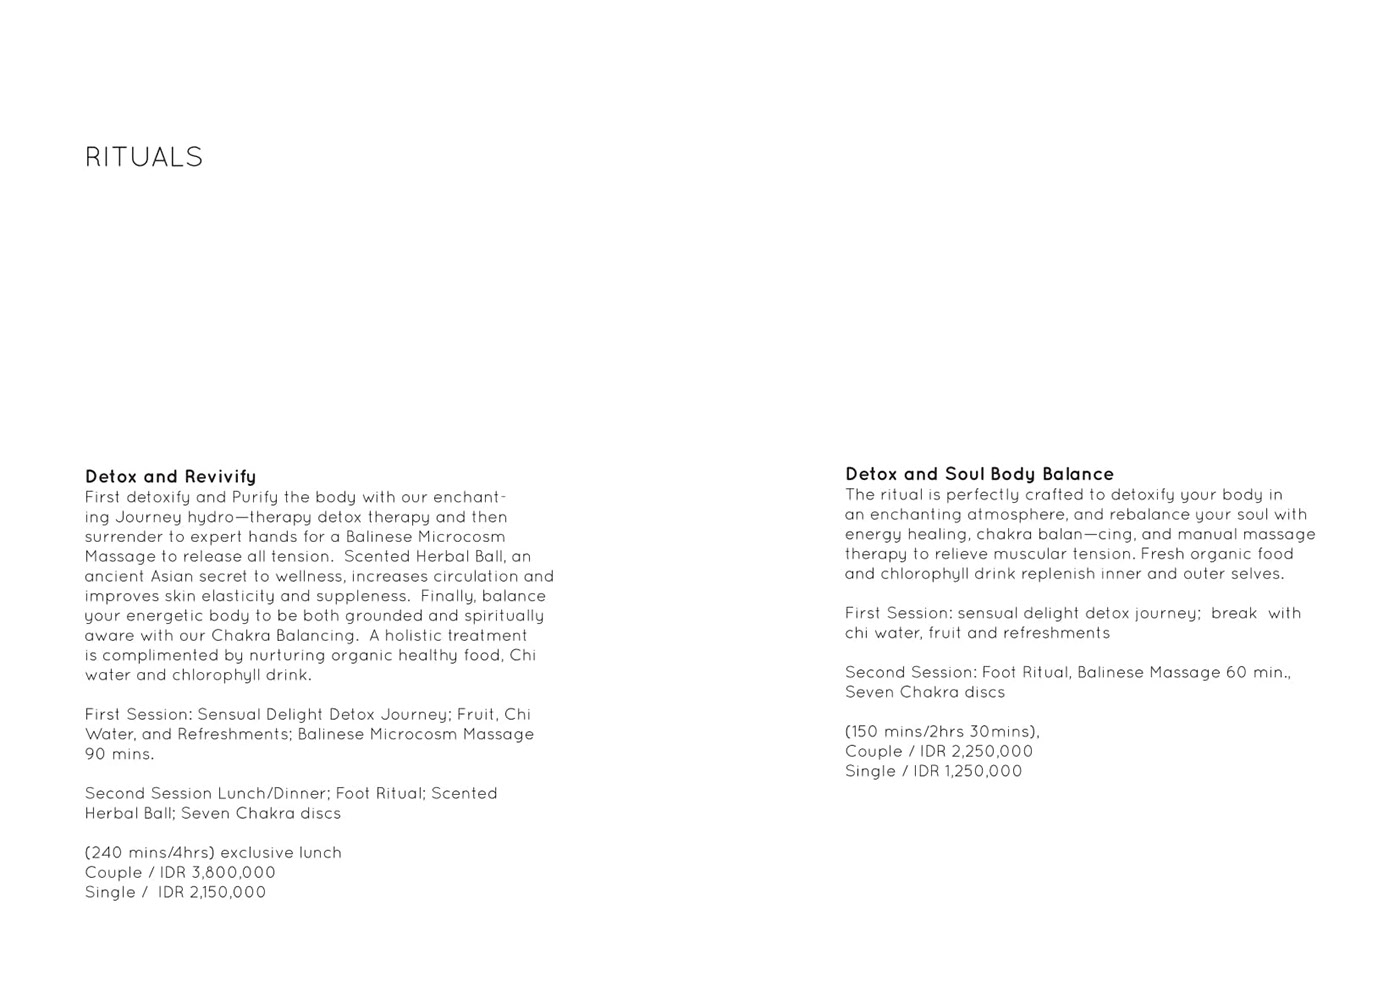 RITUALS
Detox and Revivify
First detoxify and Purify the body with our enchant-
ing Journey hydro—therapy detox therapy and then
surrender to expert hands for a Balinese Microcosm
Massage to release all tension.  Scented Herbal Ball, an
ancient Asian secret to wellness, increases circulation and
improves skin elasticity and suppleness.  Finally, balance
your energetic body to be both grounded and spiritually
aware with our Chakra Balancing.  A holistic treatment
is complimented by nurturing organic healthy food, Chi
water and chlorophyll drink.
First Session: Sensual Delight Detox Journey; Fruit, Chi
Water, and Refreshments; Balinese Microcosm Massage
90 mins.
Second Session Lunch/Dinner; Foot Ritual; Scented
Herbal Ball; Seven Chakra discs
(240 mins/4hrs) exclusive lunch
Couple / IDR 3,800,000
Single /  IDR 2,150,000
Detox and Soul Body Balance
The ritual is perfectly crafted to detoxify your body in
an enchanting atmosphere, and rebalance your soul with
energy healing, chakra balan—cing, and manual massage
therapy to relieve muscular tension. Fresh organic food
and chlorophyll drink replenish inner and outer selves.
First Session: sensual delight detox journey;  break  with
chi water, fruit and refreshments
Second Session: Foot Ritual, Balinese Massage 60 min.,
Seven Chakra discs
(150 mins/2hrs 30mins),
Couple / IDR 2,250,000
Single / IDR 1,250,000